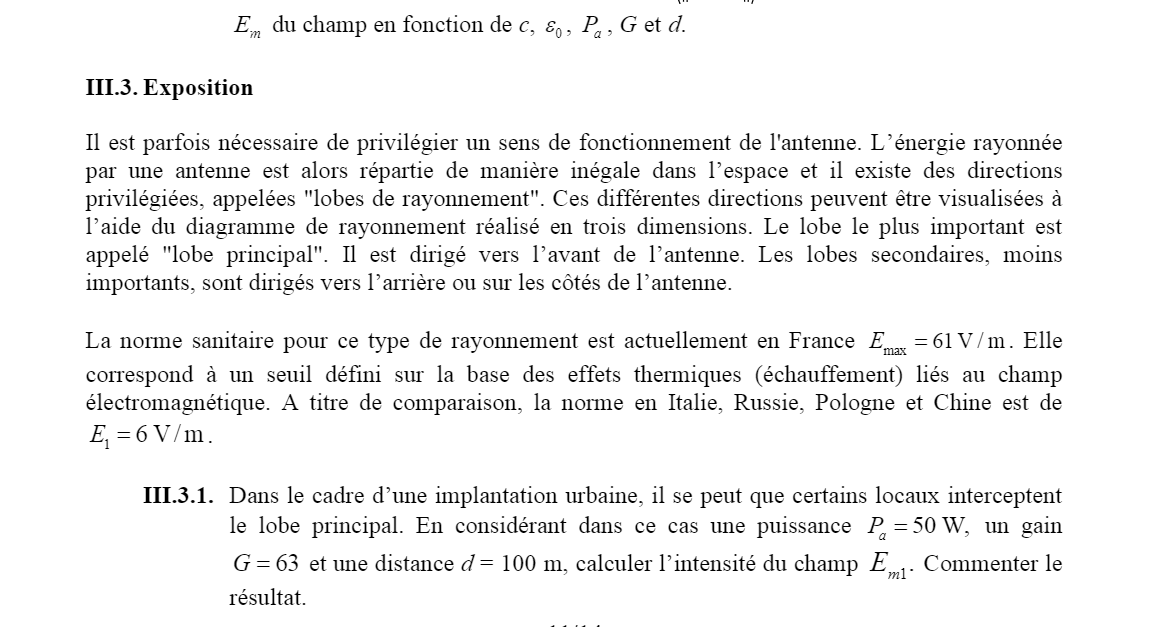 E_m du champ en fonction de c, ε_0, P_a, G et d.
III.3. Exposition
Il est parfois nécessaire de privilégier un sens de fonctionnement de l'antenne. L’énergie rayonnée
par une antenne est alors répartie de manière inégale dans l’espace et il existe des directions
privilégiées, appelées "lobes de rayonnement". Ces différentes directions peuvent être visualisées à
l’aide du diagramme de rayonnement réalisé en trois dimensions. Le lobe le plus important est
appelé "lobe principal". Il est dirigé vers l’avant de l’antenne. Les lobes secondaires, moins
importants, sont dirigés vers l’arrière ou sur les côtés de l’antenne.
La norme sanitaire pour ce type de rayonnement est actuellement en France E_max = 61 V/m. Elle
correspond à un seuil défini sur la base des effets thermiques (échauffement) liés au champ
électromagnétique. A titre de comparaison, la norme en Italie, Russie, Pologne et Chine est de
E_1 = 6 V/m.
III.3.1. Dans le cadre d’une implantation urbaine, il se peut que certains locaux interceptent
le lobe principal. En considérant dans ce cas une puissance P_a = 50 W, un gain
G = 63 et une distance d = 100 m, calculer l’intensité du champ E_m1. Commenter le
résultat.